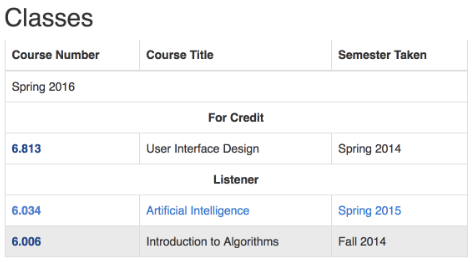 Classes
Course Number Course Title Semester Taken
Spring 2016
For Credit
6.813 User Interface Design Spring 2014
Listener
6.034 Artificial Intelligence Spring 2015
6.006 Introduction to Algorithms Fall 2014